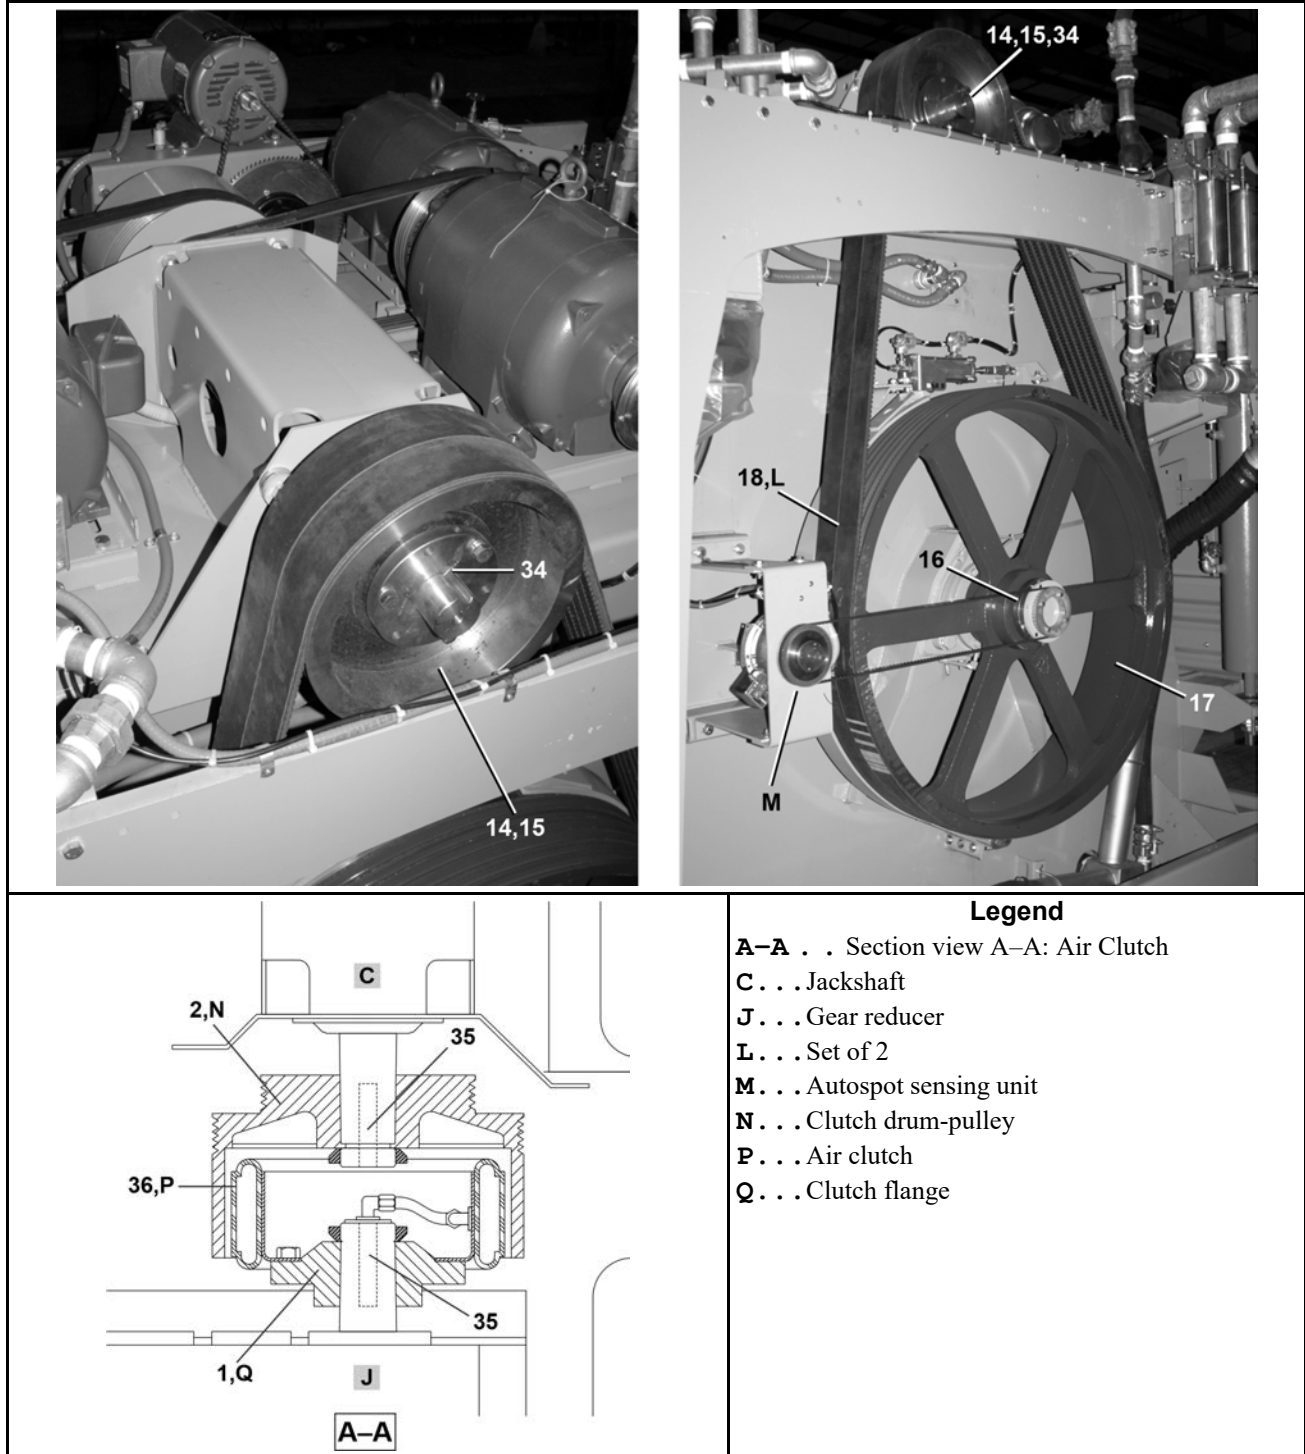 14,15,34
34
14,15
18,L
16
17
M
C
2,N
35
36,P
35
1,Q
J
A–A
Legend
A–A . . Section view A–A: Air Clutch
C. . . Jackshaft
J. . . Gear reducer
L. . . Set of 2
M. . . Autospot sensing unit
N. . . Clutch drum-pulley
P. . . Air clutch
Q. . . Clutch flange